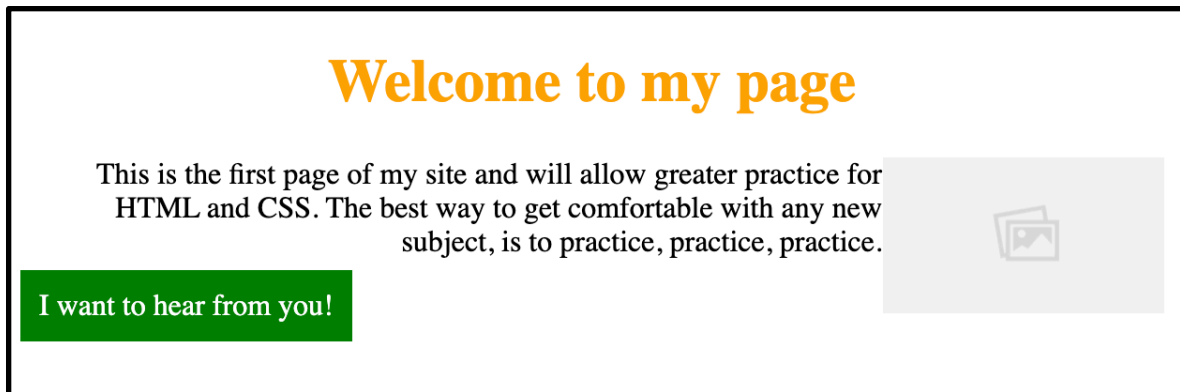 Welcome to my page
This is the first page of my site and will allow greater practice for
HTML and CSS. The best way to get comfortable with any new
subject, is to practice, practice, practice.
I want to hear from you!